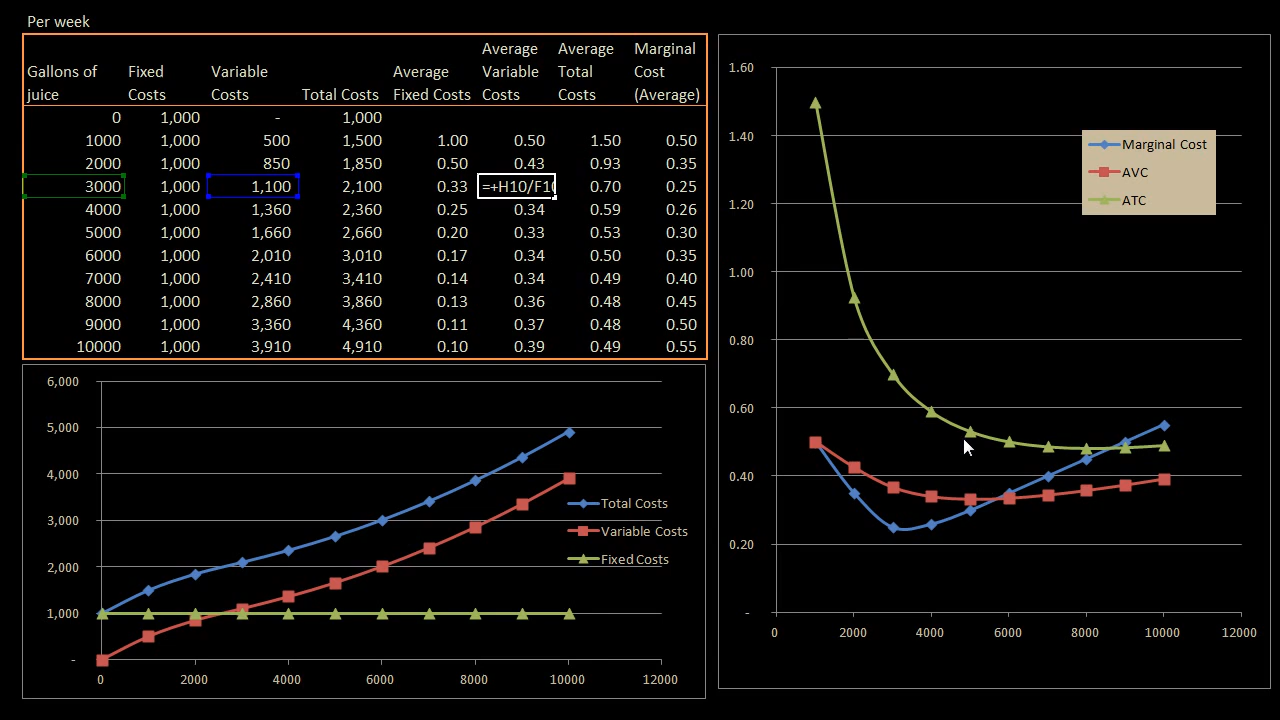 Per week
Gallons of juice Fixed Costs Variable Costs Total Costs Average Fixed Costs Average Variable Costs Average Total Costs Marginal Cost (Average)
0 1,000 - 1,000
1000 1,000 500 1,500 1.00 0.50 1.50 0.50
2000 1,000 850 1,850 0.50 0.43 0.93 0.35
3000 1,000 1,100 2,100 0.33 =+H10/F10 0.70 0.25
4000 1,000 1,360 2,360 0.25 0.34 0.59 0.26
5000 1,000 1,660 2,660 0.20 0.33 0.53 0.30
6000 1,000 2,010 3,010 0.17 0.34 0.50 0.35
7000 1,000 2,410 3,410 0.14 0.34 0.49 0.40
8000 1,000 2,860 3,860 0.13 0.36 0.48 0.45
9000 1,000 3,360 4,360 0.11 0.37 0.48 0.50
10000 1,000 3,910 4,910 0.10 0.39 0.49 0.55
6,000
5,000
4,000
3,000
2,000
1,000
-
0 2000 4000 6000 8000 10000 12000
Total Costs
Variable Costs
Fixed Costs
1.60
1.40
1.20
1.00
0.80
0.60
0.40
0.20
-
0 2000 4000 6000 8000 10000 12000
Marginal Cost
AVC
ATC